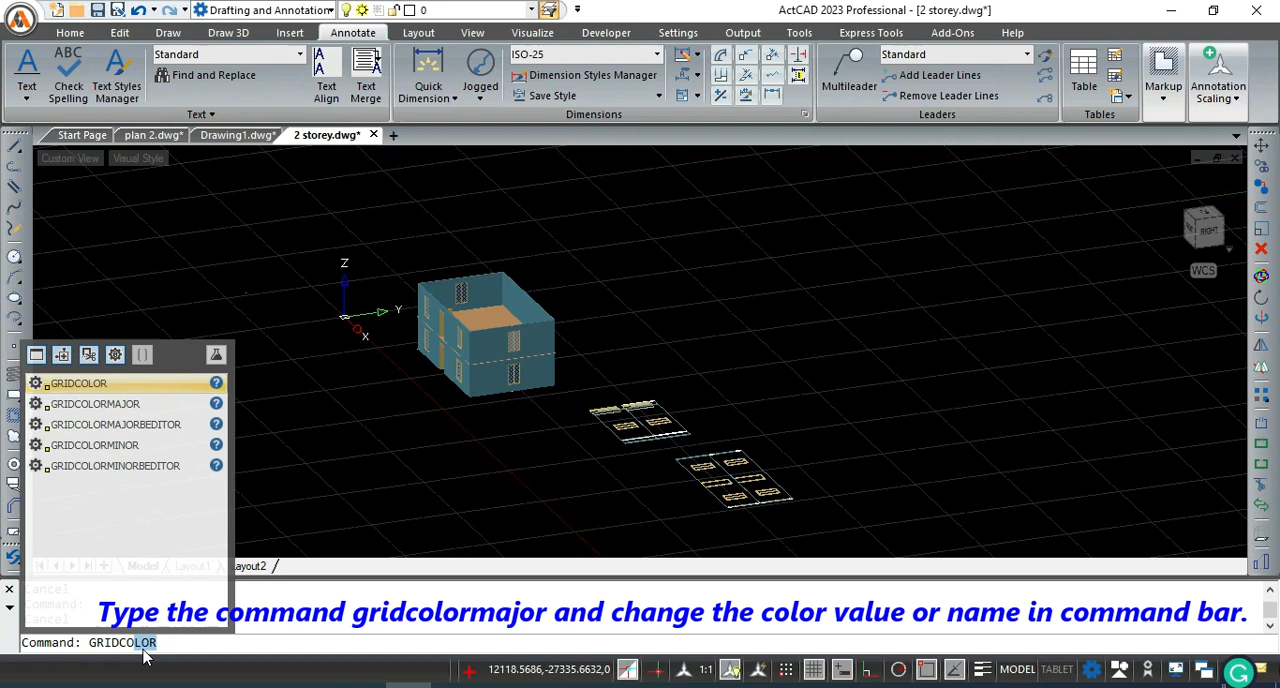 Drafting and Annotation
0
ActCAD 2023 Professional - [2 storey.dwg*]
Home Edit Draw Draw 3D Insert Annotate Layout View Visualize Developer Settings Output Tools Express Tools Add-Ons Help
Text
ABC
Check Spelling
Text Styles Manager
Standard
Find and Replace
Text Align
Text Merge
Text
Quick Dimension
Jogged
ISO-25
Dimension Styles Manager
Save Style
Dimensions
Multileader
Standard
Add Leader Lines
Remove Leader Lines
Leaders
Table
Tables
Markup
Annotation Scaling
Start Page plan 2.dwg* Drawing1.dwg* 2 storey.dwg*
Custom View Visual Style
RIGHT
WCS
Z
Y
X
GRIDCOLOR
GRIDCOLORMAJOR
GRIDCOLORMAJORBEDITOR
GRIDCOLORMINOR
GRIDCOLORMINORBEDITOR
Model Layout1 Layout2
Cancel
Command:
Cancel
Type the command gridcolormajor and change the color value or name in command bar.
Command: GRIDCOLOR
12118.5686,-27335.6632,0 1:1 MODEL TABLET